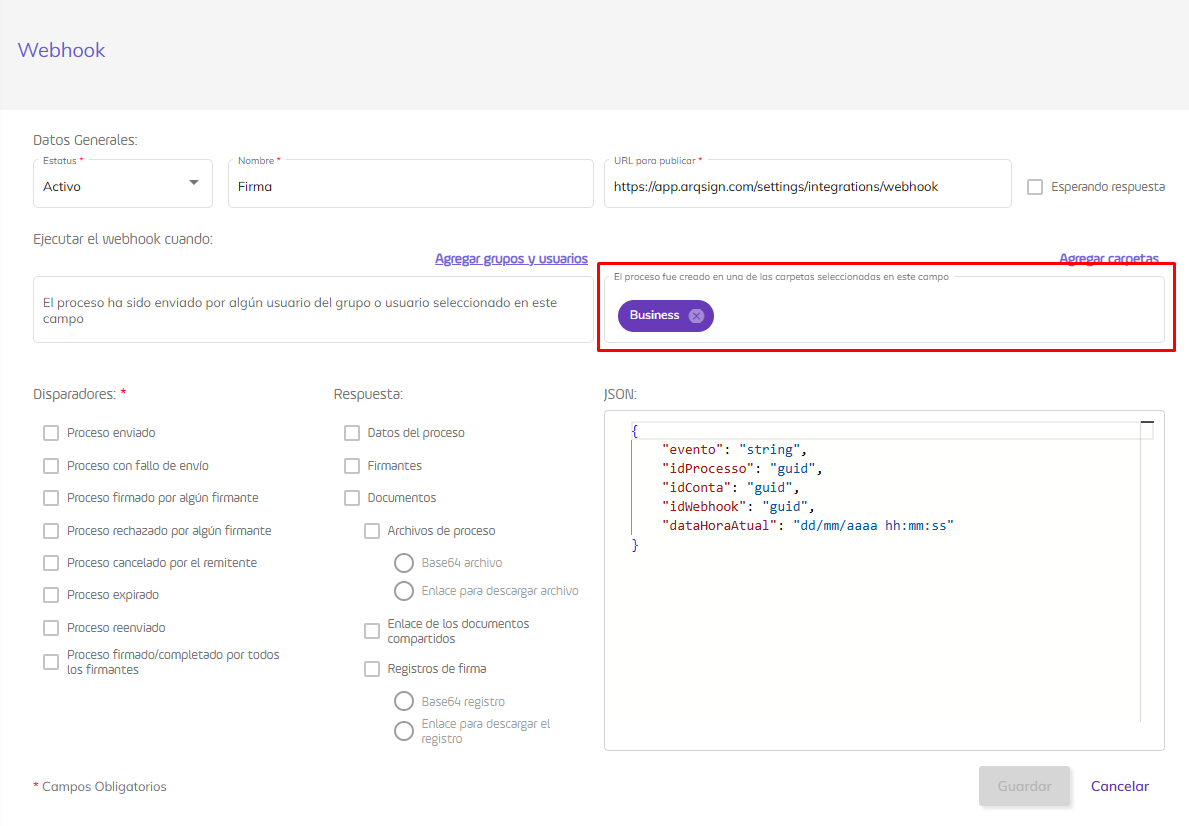 Webhook
Datos Generales:
Estatus *
Activo
Nombre *
Firma
URL para publicar *
https://app.arqsign.com/settings/integrations/webhook
Esperando respuesta
Ejecutar el webhook cuando:
Agregar grupos y usuarios
Agregar carpetas
El proceso ha sido enviado por algún usuario del grupo o usuario seleccionado en este
campo
El proceso fue creado en una de las carpetas seleccionadas en este campo
Business
Disparadores: *
Proceso enviado
Proceso con fallo de envío
Proceso firmado por algún firmante
Proceso rechazado por algún firmante
Proceso cancelado por el remitente
Proceso expirado
Proceso reenviado
Proceso firmado/completado por todos
los firmantes
Respuesta:
Datos del proceso
Firmantes
Documentos
Archivos de proceso
Base64 archivo
Enlace para descargar archivo
Enlace de los documentos
compartidos
Registros de firma
Base64 registro
Enlace para descargar el
registro
JSON:
{
"evento": "string",
"idProcesso": "guid",
"idConta": "guid",
"idWebhook": "guid",
"dataHoraAtual": "dd/mm/aaaa hh:mm:ss"
}
* Campos Obligatorios
Guardar
Cancelar